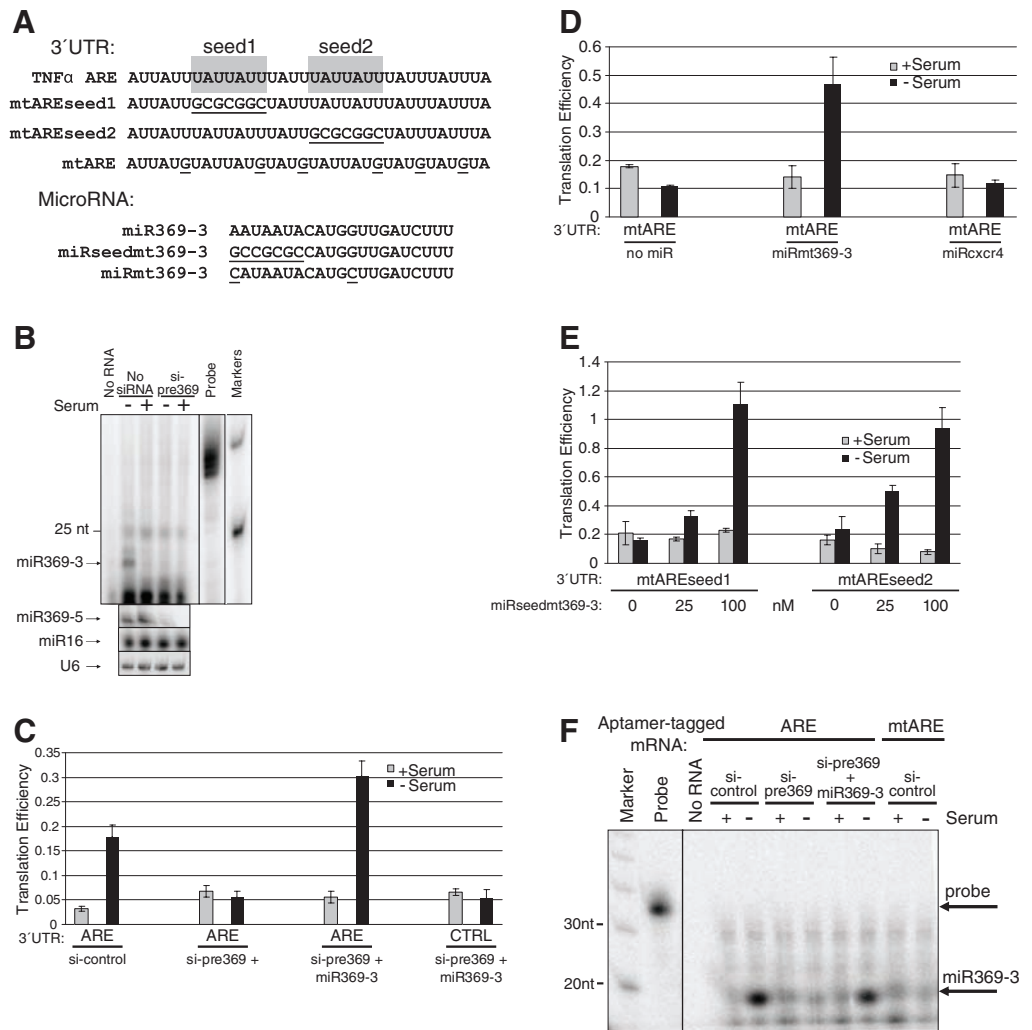 A
3´UTR: seed1 seed2
TNFα ARE AUUAUUUAUUAUUUAUUUAUUAUUUAUUUAUUUA
mtAREseed1 AUUAUUGCGCGGCUAUUUAUUAUUUAUUUAUUUA
mtAREseed2 AUUAUUUAUUAUUUAUUGCGCGGCUAUUUAUUUA
mtARE AUUAUGUAUUAUGUAUGUAUUAUGUAUGUAUGUA
MicroRNA:
miR369-3 AAUAAUACAUGGUUGAUCUUU
miRseedmt369-3 GCCGCGCCAUGGUUGAUCUUU
miRmt369-3 CAUAAUACAUGCUUGAUCUUU
B
No RNA
No siRNA
si-pre369
Probe
Markers
Serum - + - +
25 nt
miR369-3
miR369-5
miR16
U6
C
Translation Efficiency
0.35
0.3
0.25
0.2
0.15
0.1
0.05
0
+Serum
- Serum
3´UTR: ARE ARE ARE CTRL
si-control si-pre369 + si-pre369 + miR369-3 si-pre369 + miR369-3
D
Translation Efficiency
0.6
0.5
0.4
0.3
0.2
0.1
0
+Serum
- Serum
3´UTR: mtARE mtARE mtARE
no miR miRmt369-3 miRcxcr4
E
Translation Efficiency
1.4
1.2
1
0.8
0.6
0.4
0.2
0
+Serum
- Serum
3´UTR: mtAREseed1 mtAREseed2
miRseedmt369-3: 0 25 100 nM 0 25 100
F
Aptamer-tagged mRNA: ARE mtARE
Marker
Probe
No RNA
si-control
si-pre369
si-pre369 + miR369-3
si-control
+ - + - + - + - Serum
probe
30nt
20nt
miR369-3